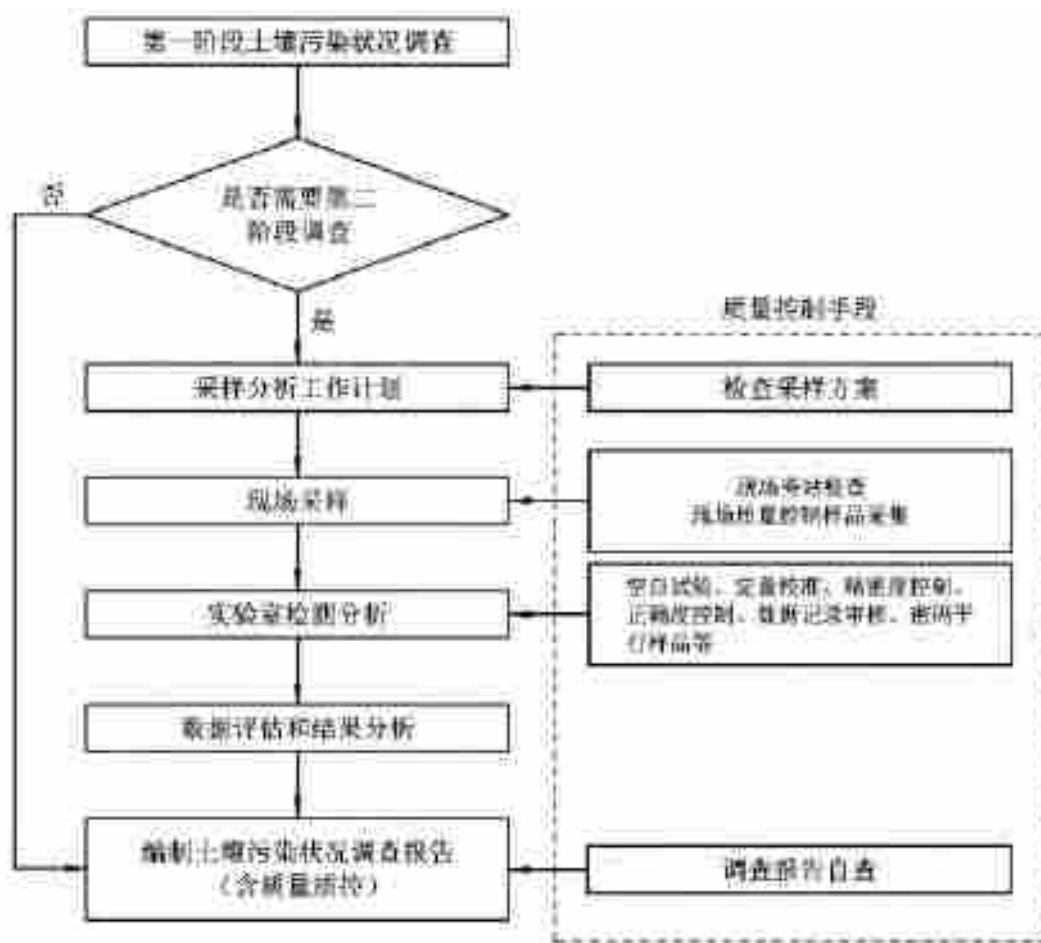 第一阶段土壤污染状况调查
是否需要第二
阶段调查
否
是
质量控制手段
采样分析工作计划
检查采样方案
现场采样
现场旁站检查
现场质量控制样品采集
实验室检测分析
空白试验、定量校准、精密度控制、
正确度控制、数据记录审核、密码平
行样品等
数据评估和结果分析
编制土壤污染状况调查报告
（含质量质控）
调查报告自查